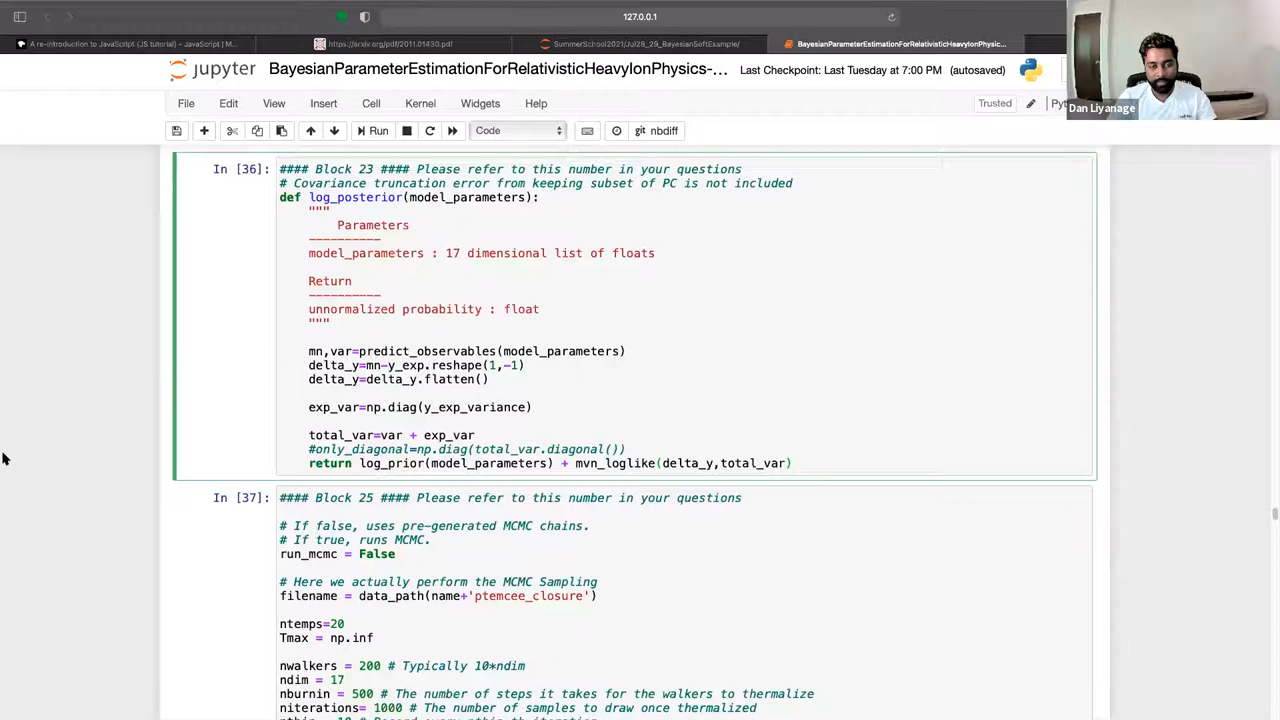 127.0.0.1
A re-introduction to JavaScript (JS tutorial) - JavaScript | M...
https://arxiv.org/pdf/2011.01430.pdf
SummerSchool2021/Jul28_29_BayesianSoftExample/
BayesianParameterEstimationForRelativisticHeavyIonPhysic...
jupyter BayesianParameterEstimationForRelativisticHeavyIonPhysics-... Last Checkpoint: Last Tuesday at 7:00 PM (autosaved)
Dan Liyanage
File Edit View Insert Cell Kernel Widgets Help Trusted
Run Code git nbdiff
In [36]: #### Block 23 #### Please refer to this number in your questions
# Covariance truncation error from keeping subset of PC is not included
def log_posterior(model_parameters):
"""
Parameters
----------
model_parameters : 17 dimensional list of floats
Return
----------
unnormalized probability : float
"""
mn,var=predict_observables(model_parameters)
delta_y=mn-y_exp.reshape(1,-1)
delta_y=delta_y.flatten()
exp_var=np.diag(y_exp_variance)
total_var=var + exp_var
#only_diagonal=np.diag(total_var.diagonal())
return log_prior(model_parameters) + mvn_loglike(delta_y,total_var)
In [37]: #### Block 25 #### Please refer to this number in your questions
# If false, uses pre-generated MCMC chains.
# If true, runs MCMC.
run_mcmc = False
# Here we actually perform the MCMC Sampling
filename = data_path(name+'ptemcee_closure')
ntemps=20
Tmax = np.inf
nwalkers = 200 # Typically 10*ndim
ndim = 17
nburnin = 500 # The number of steps it takes for the walkers to thermalize
niterations= 1000 # The number of samples to draw once thermalized